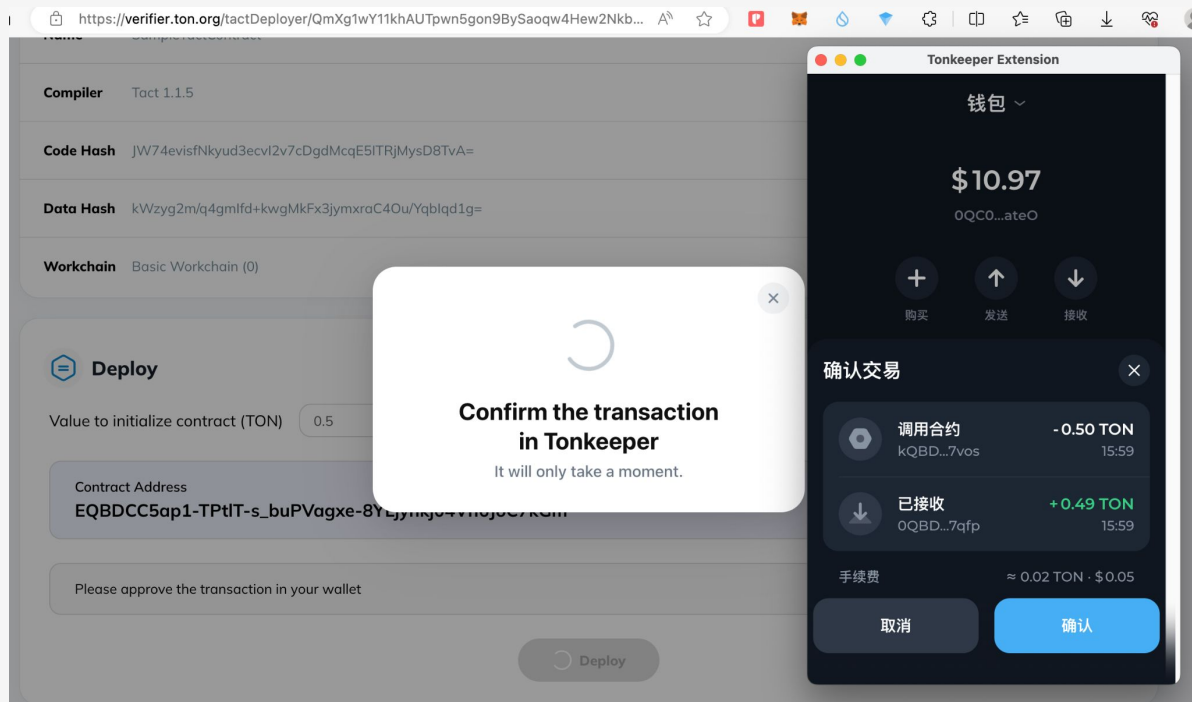 https://verifier.ton.org/tactDeployer/QmXg1wY11khAUTpwn5gon9BySaoqw4Hew2Nkb...
Name SampleTactContract
Compiler Tact 1.1.5
Code Hash JW74evisfNkyud3ecvI2v7cDgdMcqE5ITRjMysD8TvA=
Data Hash kWzyg2m/q4gmlfd+kwgMkFx3jymxraC4Ou/Yqblqd1g=
Workchain Basic Workchain (0)
Deploy
Value to initialize contract (TON) 0.5
Contract Address
Please approve the transaction in your wallet
Deploy
Confirm the transaction
in Tonkeeper
It will only take a moment.
Tonkeeper Extension
钱包
$10.97
0QC0...ateO
购买 发送 接收
确认交易
调用合约 -0.50 TON
kQBD...7vos 15:59
已接收 +0.49 TON
0QBD...7qfp 15:59
手续费 ≈ 0.02 TON · $0.05
取消 确认